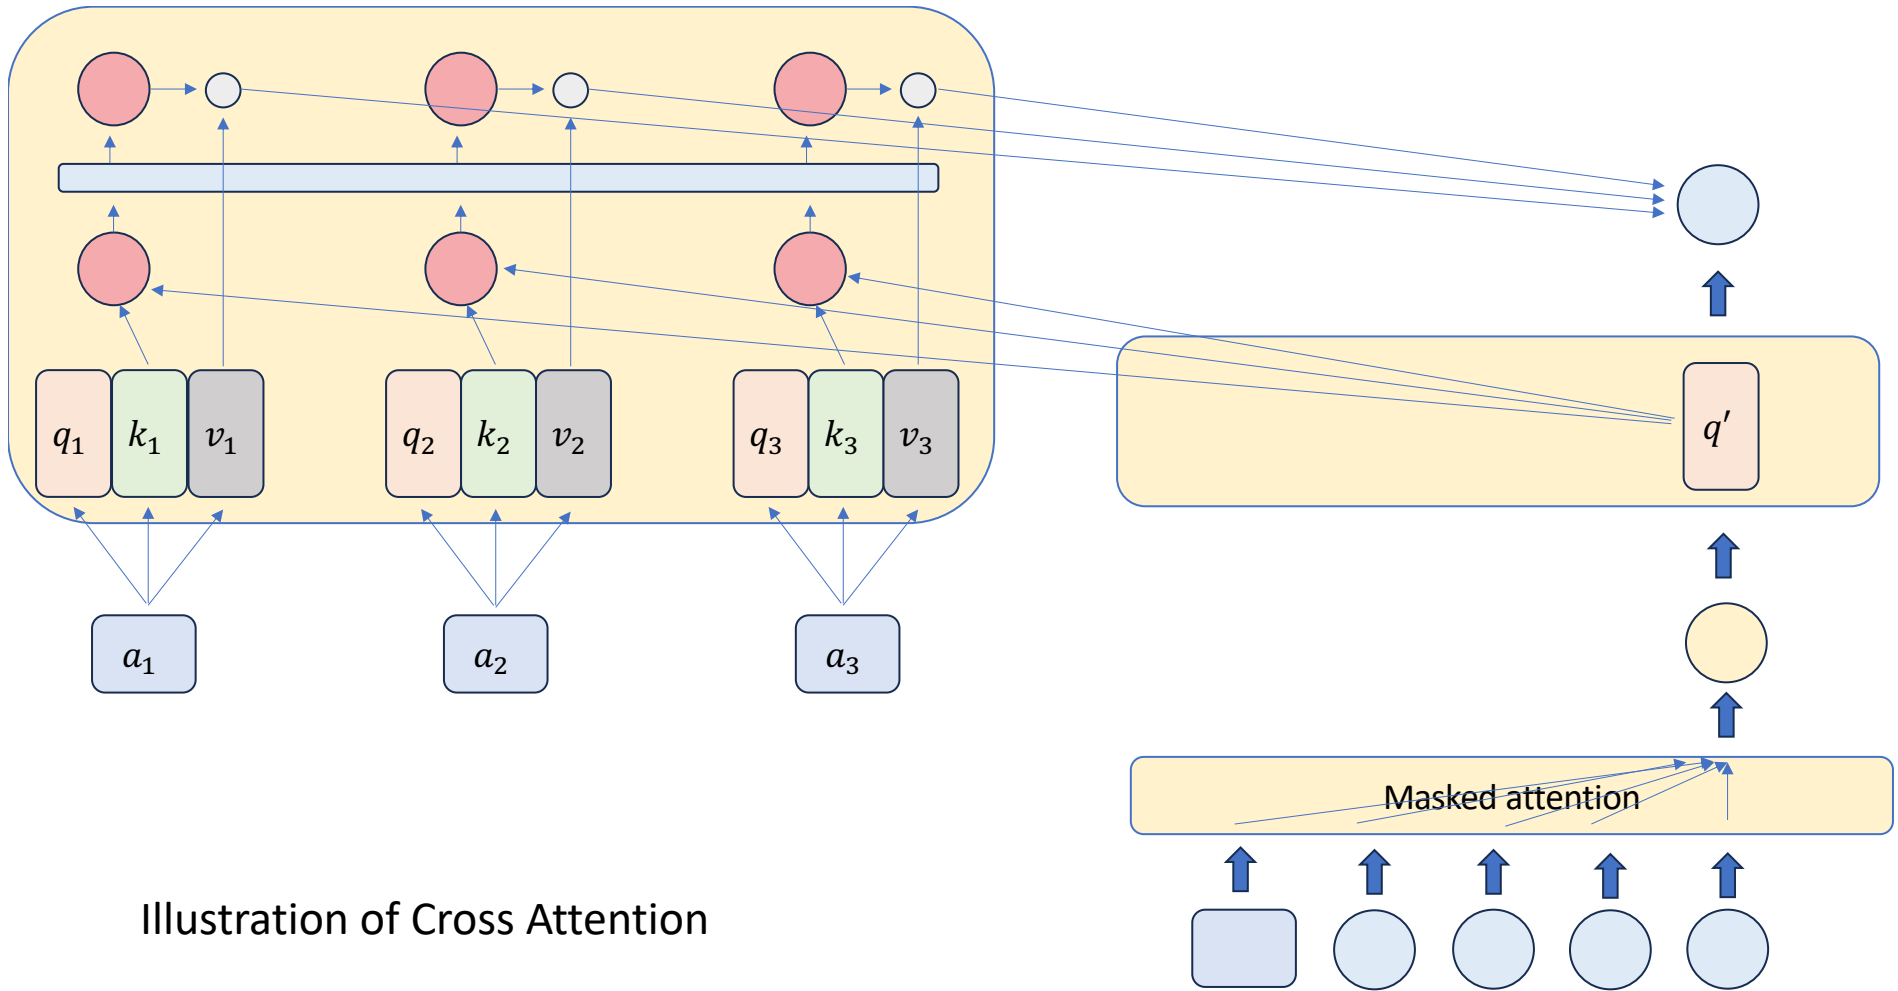 q₁ k₁ v₁ q₂ k₂ v₂ q₃ k₃ v₃ q′
a₁ a₂ a₃
Masked attention
Illustration of Cross Attention